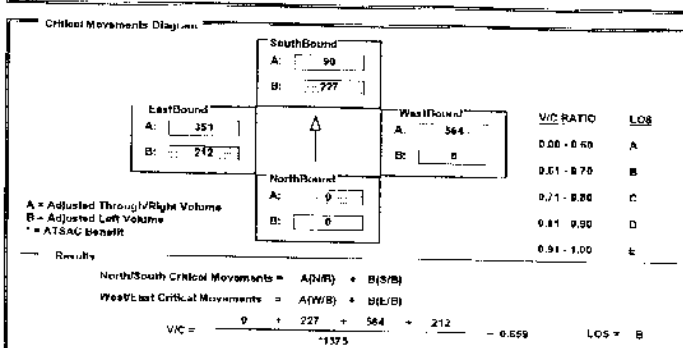 Critical Movements Diagram
SouthBound
A: 90
B: 227
EastBound
A: 351
B: 212
WestBound
A: 564
B: 0
NorthBound
A: 0
B: 0
V/C RATIO LOS
0.00 - 0.60 A
0.61 - 0.70 B
0.71 - 0.80 C
0.81 - 0.90 D
0.91 - 1.00 E
A = Adjusted Through/Right Volume
B = Adjusted Left Volume
* = ATSAC Benefit
Results
North/South Critical Movements = A(N/B) + B(S/B)
West/East Critical Movements = A(W/B) + B(E/B)
V/C = 0 + 227 + 564 + 212 = 0.659 LOS = B
*1375